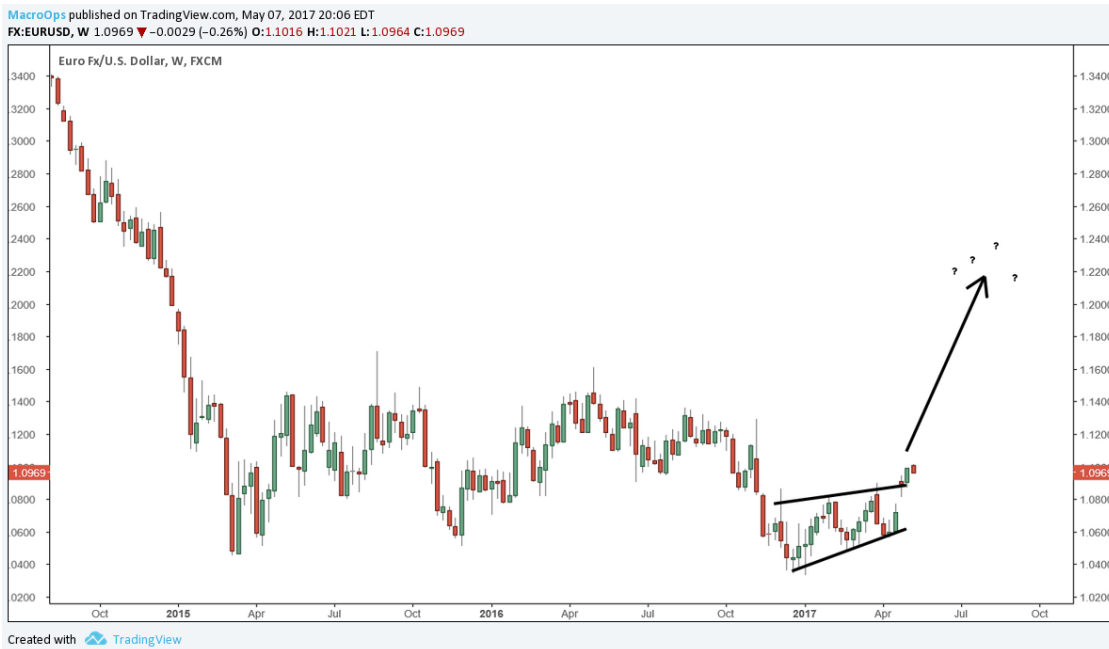 MacroOps published on TradingView.com, May 07, 2017 20:06 EDT
FX:EURUSD, W 1.0969 ▼ −0.0029 (−0.26%) O:1.1016 H:1.1021 L:1.0964 C:1.0969
Euro Fx/U.S. Dollar, W, FXCM
.3400 1.3400
.3200 1.3200
.3000 1.3000
.2800 1.2800
.2600 1.2600
.2400 1.2400
? ? ? ?
.2200 1.2200
.2000 1.2000
.1800 1.1800
.1600 1.1600
.1400 1.1400
.1200 1.1200
1.0969 1.0969
.0800 1.0800
.0600 1.0600
.0400 1.0400
.0200 1.0200
Oct 2015 Apr Jul Oct 2016 Apr Jul Oct 2017 Apr Jul Oct
Created with TradingView